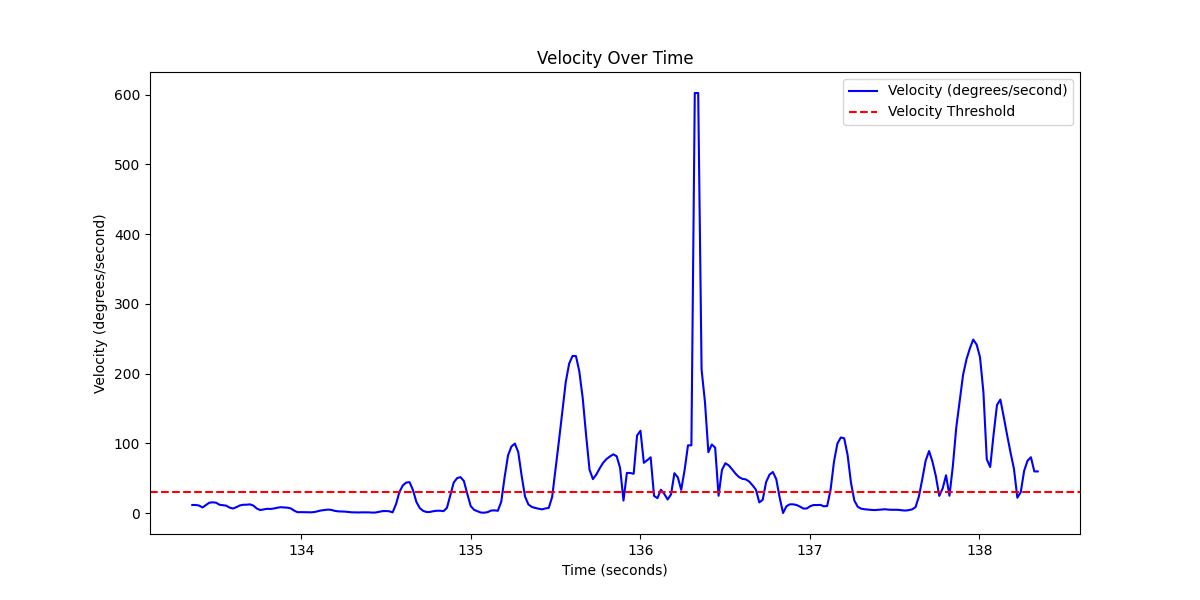 Velocity Over Time
Velocity (degrees/second)
Velocity Threshold
600
500
400
300
200
100
0
Velocity (degrees/second)
134
135
136
137
138
Time (seconds)